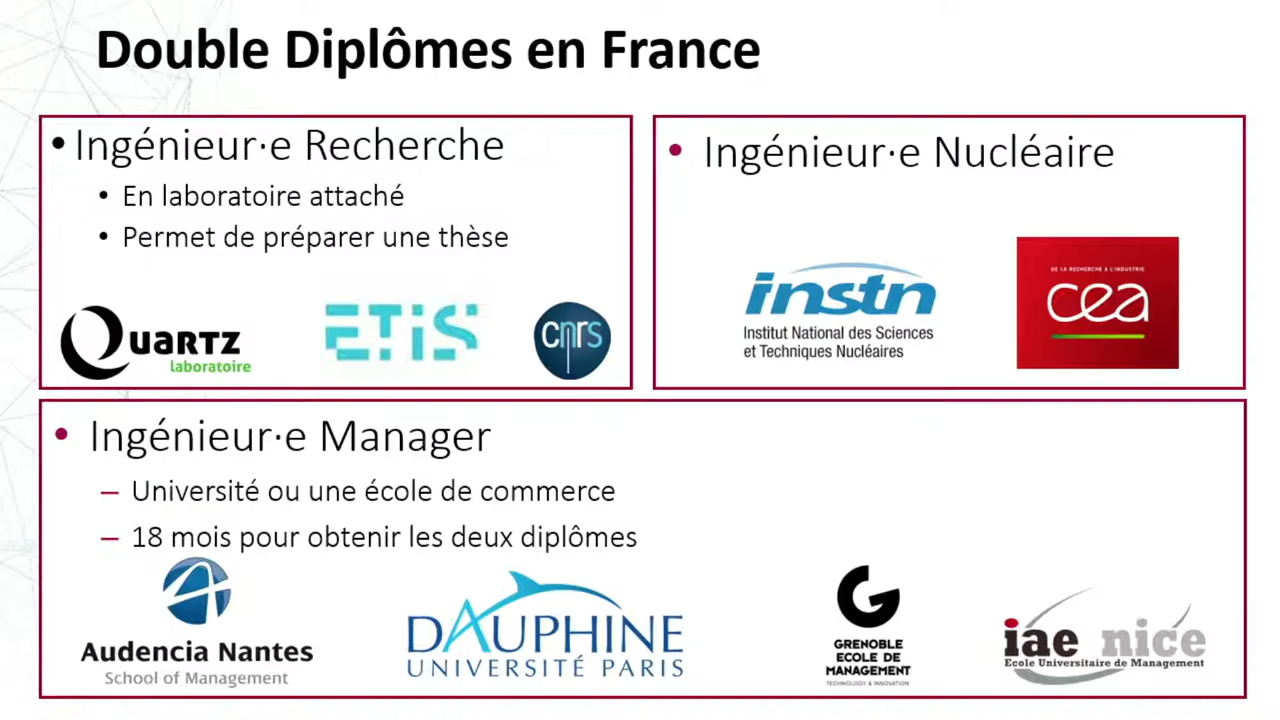 Double Diplômes en France
• Ingénieur·e Recherche
• En laboratoire attaché
• Permet de préparer une thèse
QUARTZ
laboratoire
ETIS
cnrs
• Ingénieur·e Nucléaire
instn
Institut National des Sciences
et Techniques Nucléaires
DE LA RECHERCHE À L'INDUSTRIE
cea
• Ingénieur·e Manager
– Université ou une école de commerce
– 18 mois pour obtenir les deux diplômes
Audencia Nantes
School of Management
DAUPHINE
UNIVERSITÉ PARIS
G
GRENOBLE
ECOLE DE
MANAGEMENT
TECHNOLOGY & INNOVATION
iae nice
Ecole Universitaire de Management